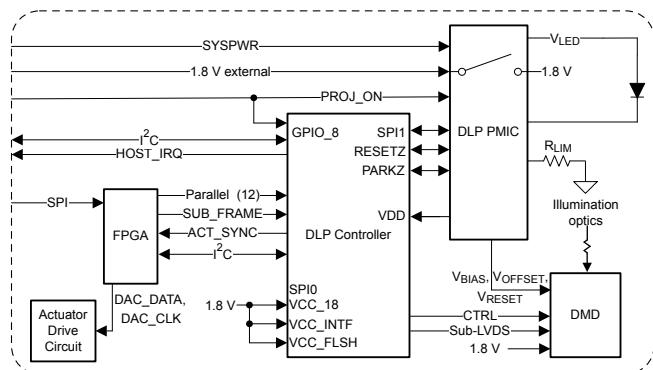 SYSPWR
V_LED
1.8 V external
1.8 V
PROJ_ON
DLP PMIC
GPIO_8
SPI1
I²C
RESETZ
HOST_IRQ
PARKZ
R_LIM
Illumination
optics
SPI
FPGA
Parallel (12)
SUB_FRAME
ACT_SYNC
I²C
DLP Controller
VDD
V_BIAS, V_OFFSET,
V_RESET
DAC_DATA,
DAC_CLK
Actuator
Drive
Circuit
SPI0
1.8 V
VCC_18
VCC_INTF
VCC_FLSH
CTRL
Sub-LVDS
1.8 V
DMD